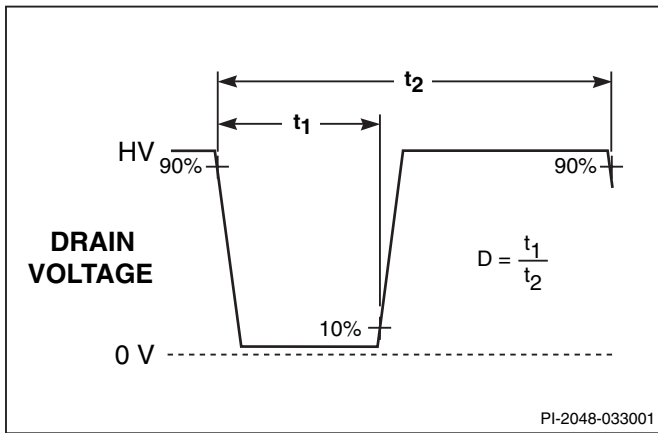 t2
t1
HV
90%
90%
DRAIN
VOLTAGE
D = t1
t2
10%
0 V
PI-2048-033001